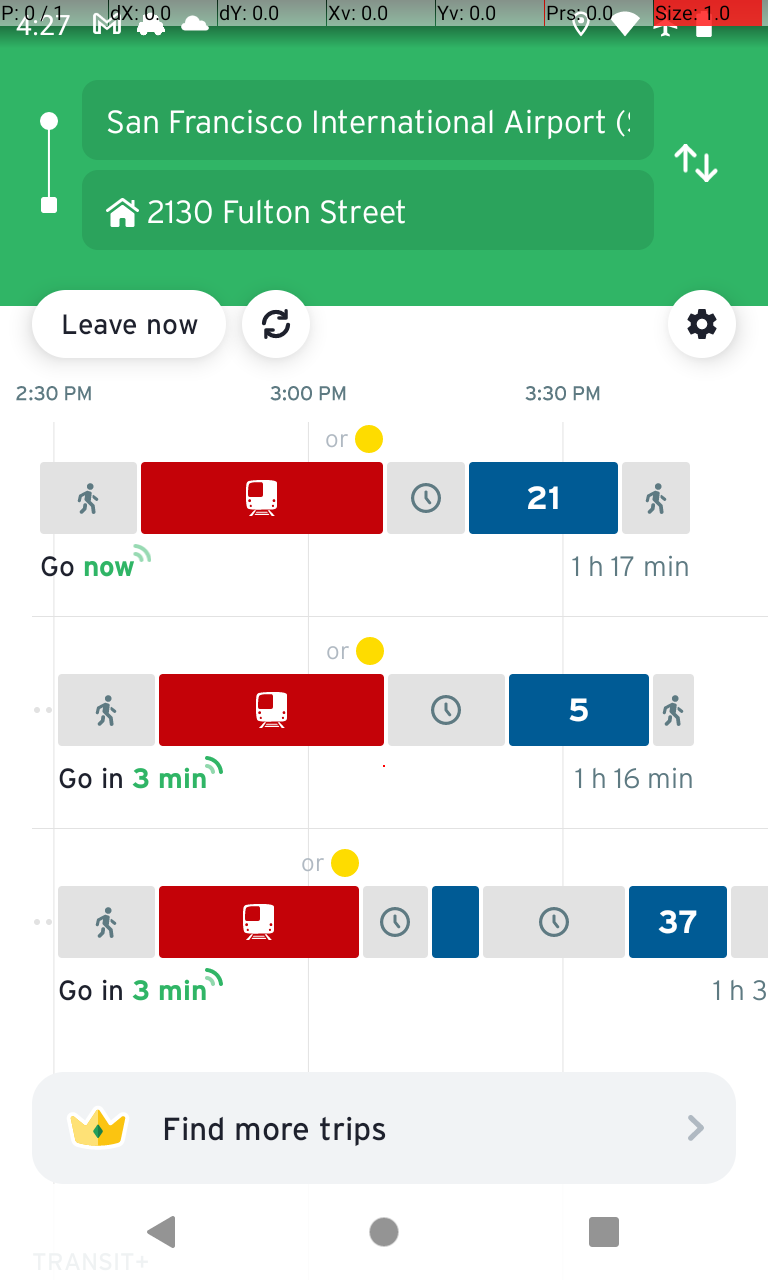 P: 0 / 1 dX: 0.0 dY: 0.0 Xv: 0.0 Yv: 0.0 Prs: 0.0 Size: 1.0
4:27
San Francisco International Airport (
2130 Fulton Street
Leave now
2:30 PM 3:00 PM 3:30 PM
or
21
Go now 1 h 17 min
or
5
Go in 3 min 1 h 16 min
or
37
Go in 3 min 1 h 3
Find more trips
TRANSIT+